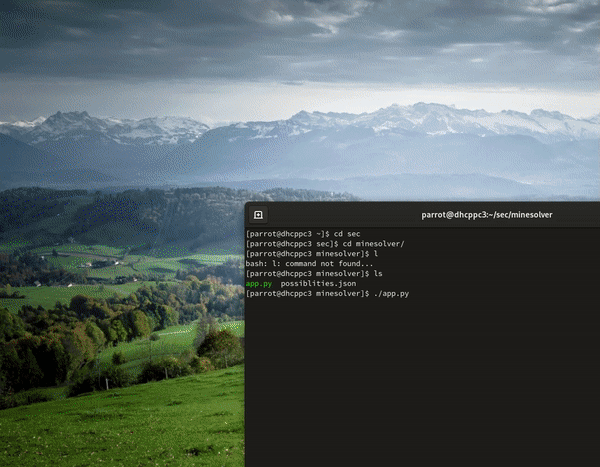 parrot@dhcppc3:~/sec/minesolver
[parrot@dhcppc3 ~]$ cd sec
[parrot@dhcppc3 sec]$ cd minesolver/
[parrot@dhcppc3 minesolver]$ l
bash: l: command not found...
[parrot@dhcppc3 minesolver]$ ls
app.py  possiblities.json
[parrot@dhcppc3 minesolver]$ ./app.py